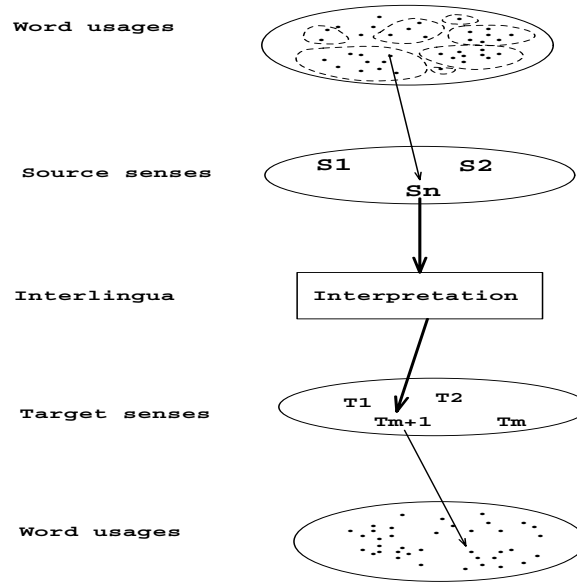 Word usages
Source senses
S1 S2
Sn
Interlingua
Interpretation
Target senses
T1 T2
Tm+1 Tm
Word usages